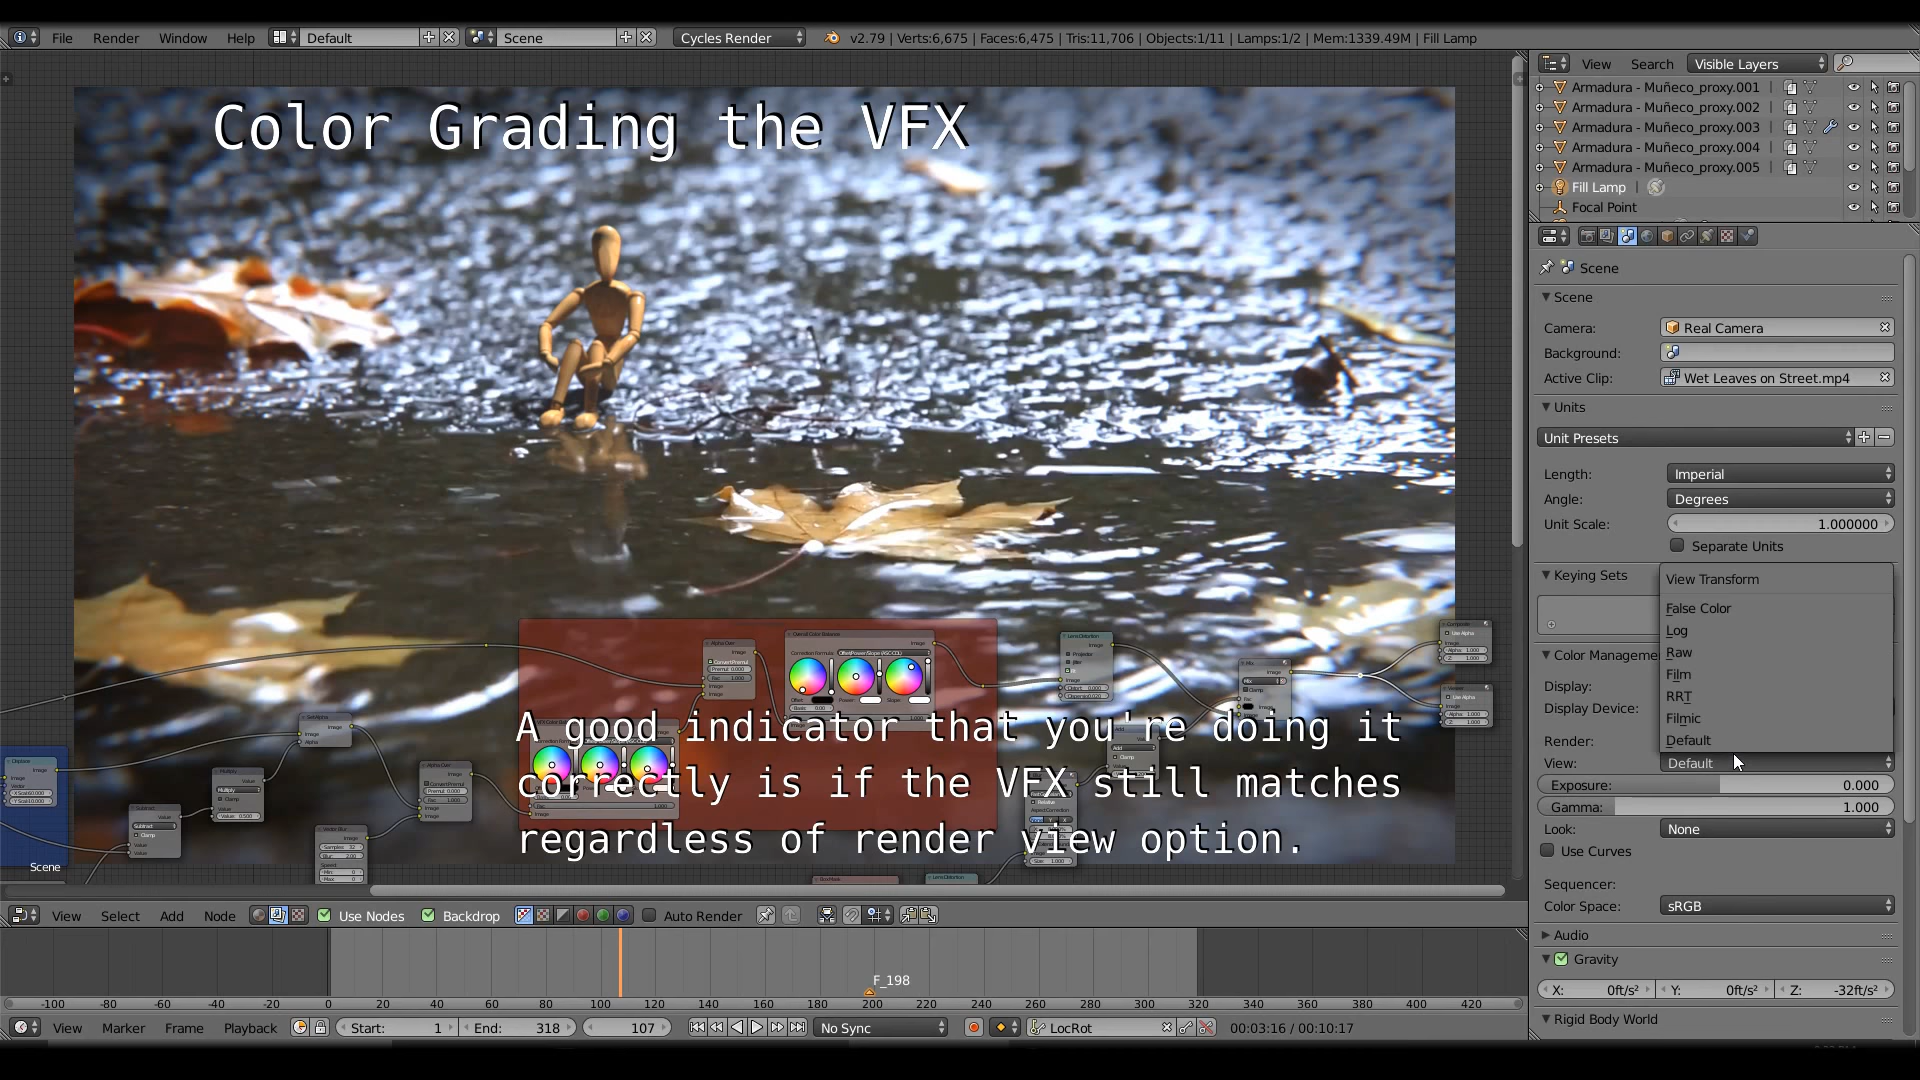 File Render Window Help Default Scene Cycles Render v2.79 | Verts:6,675 | Faces:6,475 | Tris:11,706 | Objects:1/11 | Lamps:1/2 | Mem:1339.49M | Fill Lamp
View Search Visible Layers
Armadura - Muñeco_proxy.001
Armadura - Muñeco_proxy.002
Armadura - Muñeco_proxy.003
Armadura - Muñeco_proxy.004
Armadura - Muñeco_proxy.005
Fill Lamp
Focal Point
Color Grading the VFX
Scene
Scene
Camera: Real Camera
Background:
Active Clip: Wet Leaves on Street.mp4
Units
Unit Presets
Length: Imperial
Angle: Degrees
Unit Scale: 1.000000
Separate Units
Keying Sets
View Transform
False Color
Log
Raw
Film
RRT
Filmic
Default
Color Manageme
Display:
Display Device:
Render:
View: Default
Exposure: 0.000
Gamma: 1.000
Look: None
Use Curves
Sequencer:
Color Space: sRGB
Audio
Gravity
X: 0ft/s² Y: 0ft/s² Z: -32ft/s²
Rigid Body World
A good indicator that you're doing it
correctly is if the VFX still matches
regardless of render view option.
Scene
View Select Add Node Use Nodes Backdrop Auto Render
F_198
-100 -80 -60 -40 -20 0 20 40 60 80 100 120 140 160 180 200 220 240 260 280 300 320 340 360 380 400 420
View Marker Frame Playback Start: 1 End: 318 107 No Sync LocRot 00:03:16 / 00:10:17